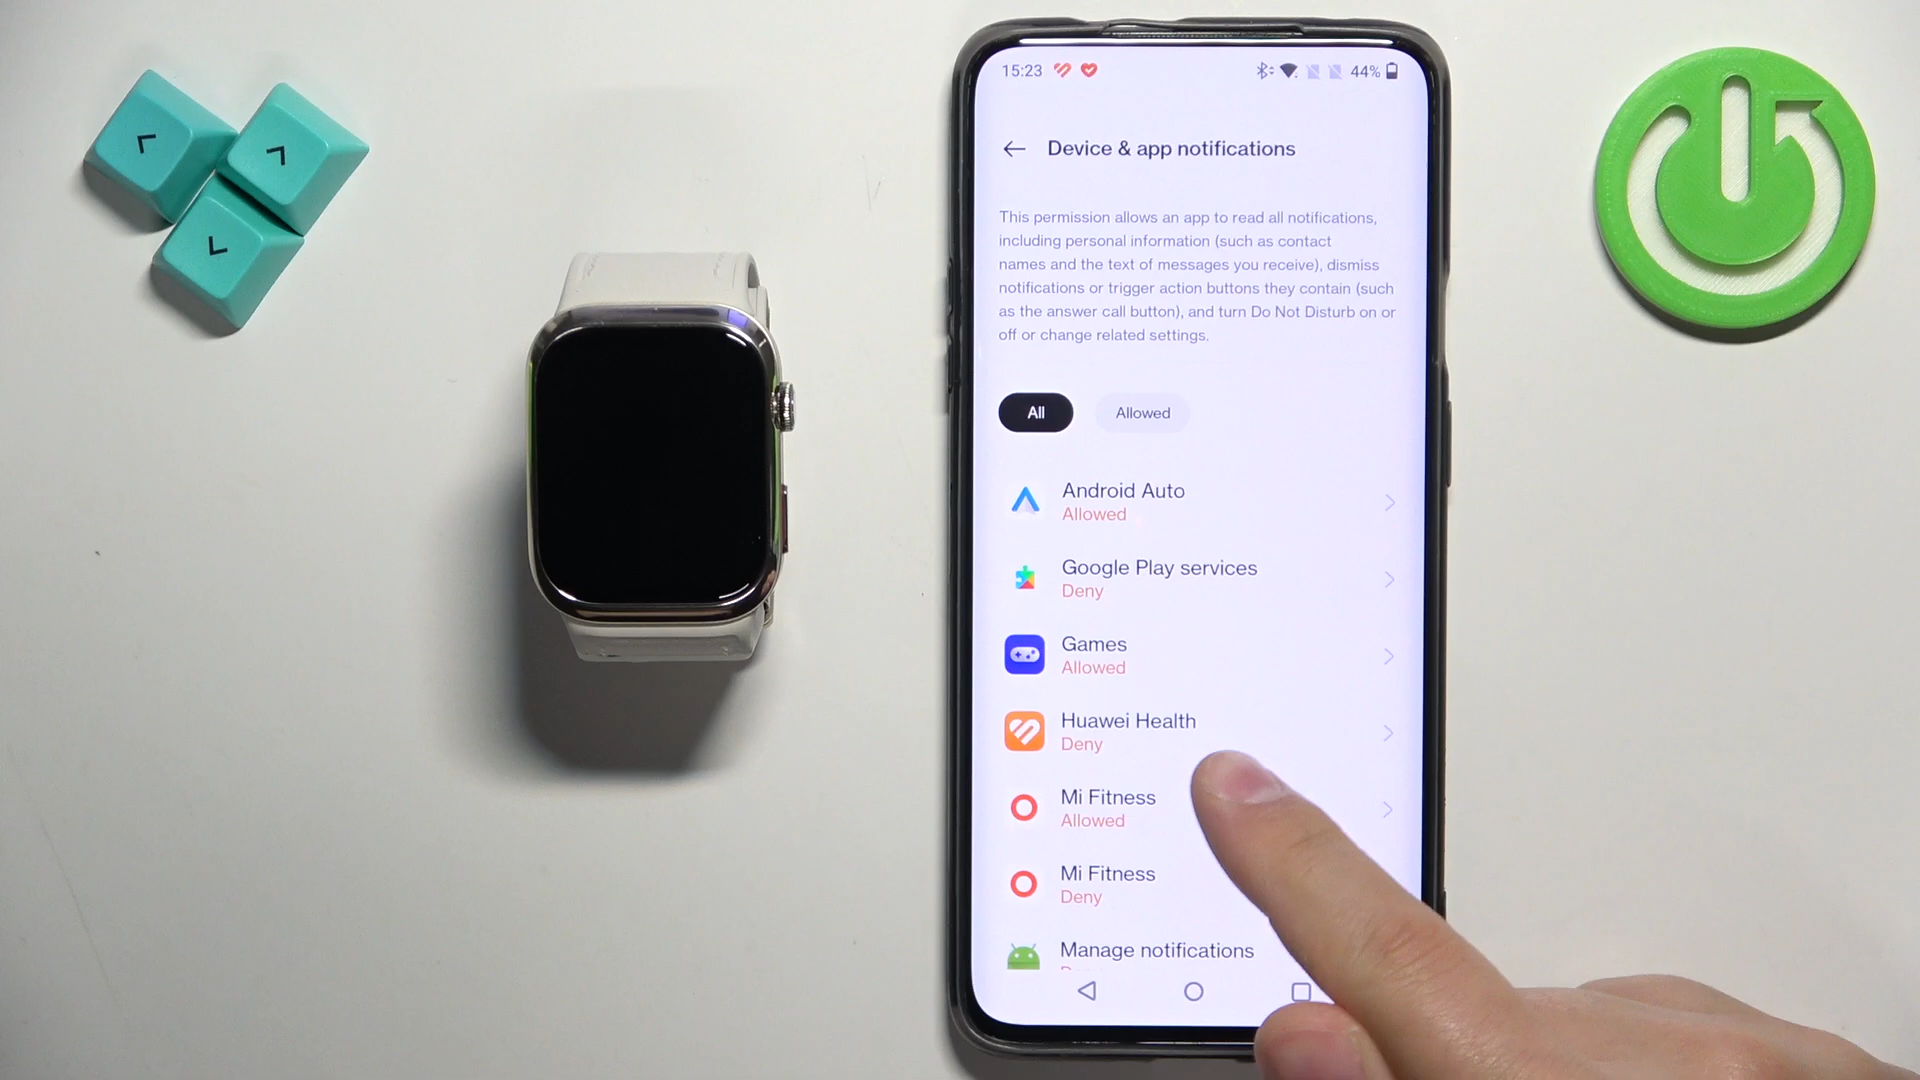 15:23
44%
Device & app notifications
This permission allows an app to read all notifications,
including personal information (such as contact
names and the text of messages you receive), dismiss
notifications or trigger action buttons they contain (such
as the answer call button), and turn Do Not Disturb on or
off or change related settings.
All
Allowed
Android Auto
Allowed
Google Play services
Deny
Games
Allowed
Huawei Health
Deny
Mi Fitness
Allowed
Mi Fitness
Deny
Manage notifications